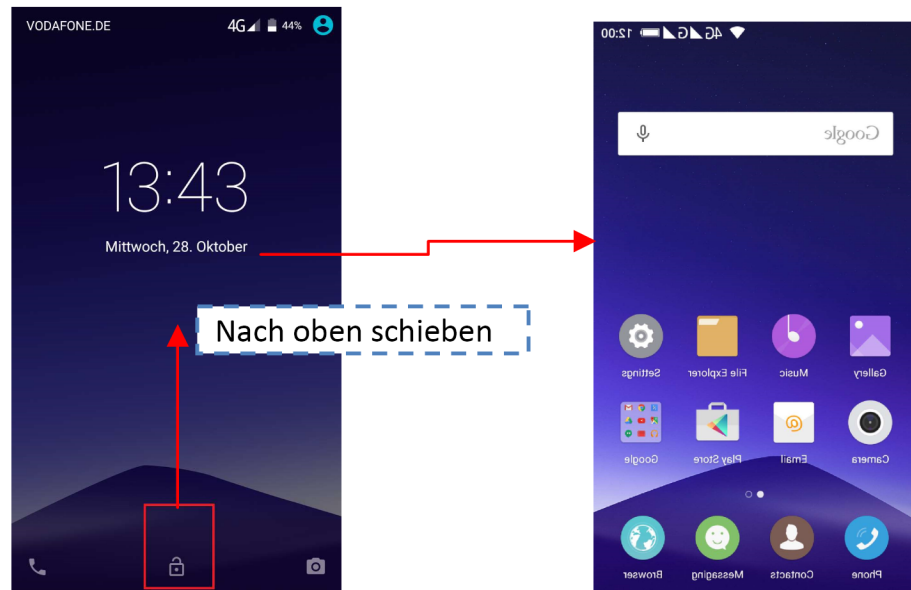 VODAFONE.DE 4G 44%
13:43
Mittwoch, 28. Oktober
Nach oben schieben
12:00 G 4G
Google
Settings File Explorer Music Gallery
Google Play Store Email Camera
Browser Messaging Contacts Phone